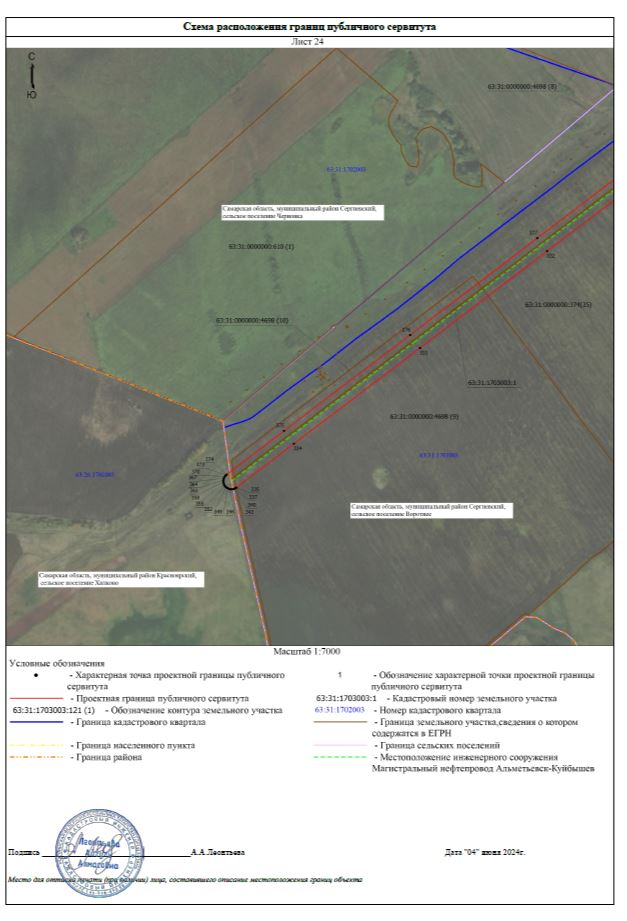 Схема расположения границ публичного сервитута
Лист 24
С
Ю
63:31:0000000:4698 (8)
63:31:1702003
Самарская область, муниципальный район Сергиевский,
сельское поселение Черновка
63:31:0000000:610 (1)
63:31:0000000:4698 (10)
63:31:0000000:374(25)
63:31:1703003:1
63:31:0000000:4698 (9)
63:31:1703003
63:26:1702003
Самарская область, муниципальный район Сергиевский,
сельское поселение Воротнее
Самарская область, муниципальный район Красноярский,
сельское поселение Хилково
Масштаб 1:7000
Условные обозначения
- Характерная точка проектной границы публичного
сервитута
1 - Обозначение характерной точки проектной границы
публичного сервитута
- Проектная граница публичного сервитута
63:31:1703003:1 - Кадастровый номер земельного участка
63:31:1703003:121 (1) - Обозначение контура земельного участка
63:31:1702003 - Номер кадастрового квартала
- Граница кадастрового квартала
- Граница земельного участка,сведения о котором
содержатся в ЕГРН
- Граница населенного пункта
- Граница сельских поселений
- Граница района
- Местоположение инженерного сооружения
Магистральный нефтепровод Альметьевск-Куйбышев
Леонтьева
Подпись А.А.Леонтьева
Дата "04" июня 2024г.
Место для оттиска печати (при наличии) лица, составившего описание местоположения границ объекта